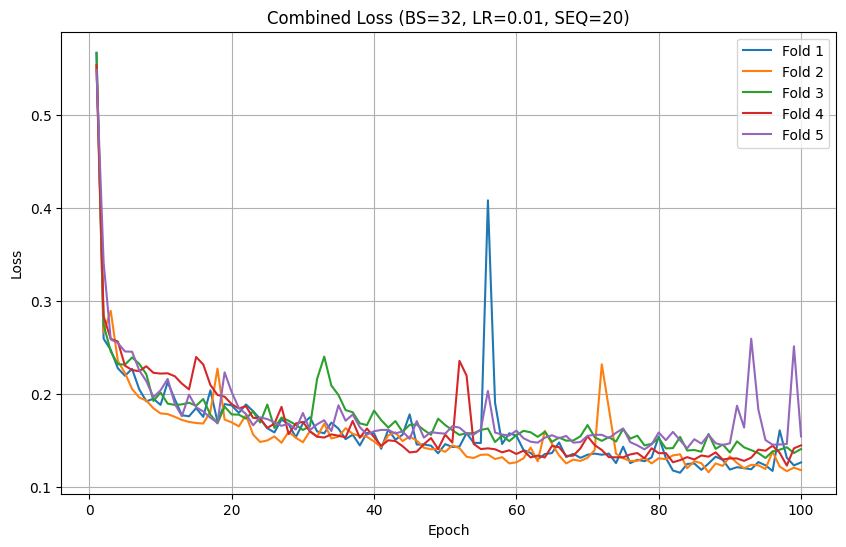 Combined Loss (BS=32, LR=0.01, SEQ=20)
Fold 1
Fold 2
Fold 3
Fold 4
Fold 5
Loss
0.5
0.4
0.3
0.2
0.1
0 20 40 60 80 100
Epoch